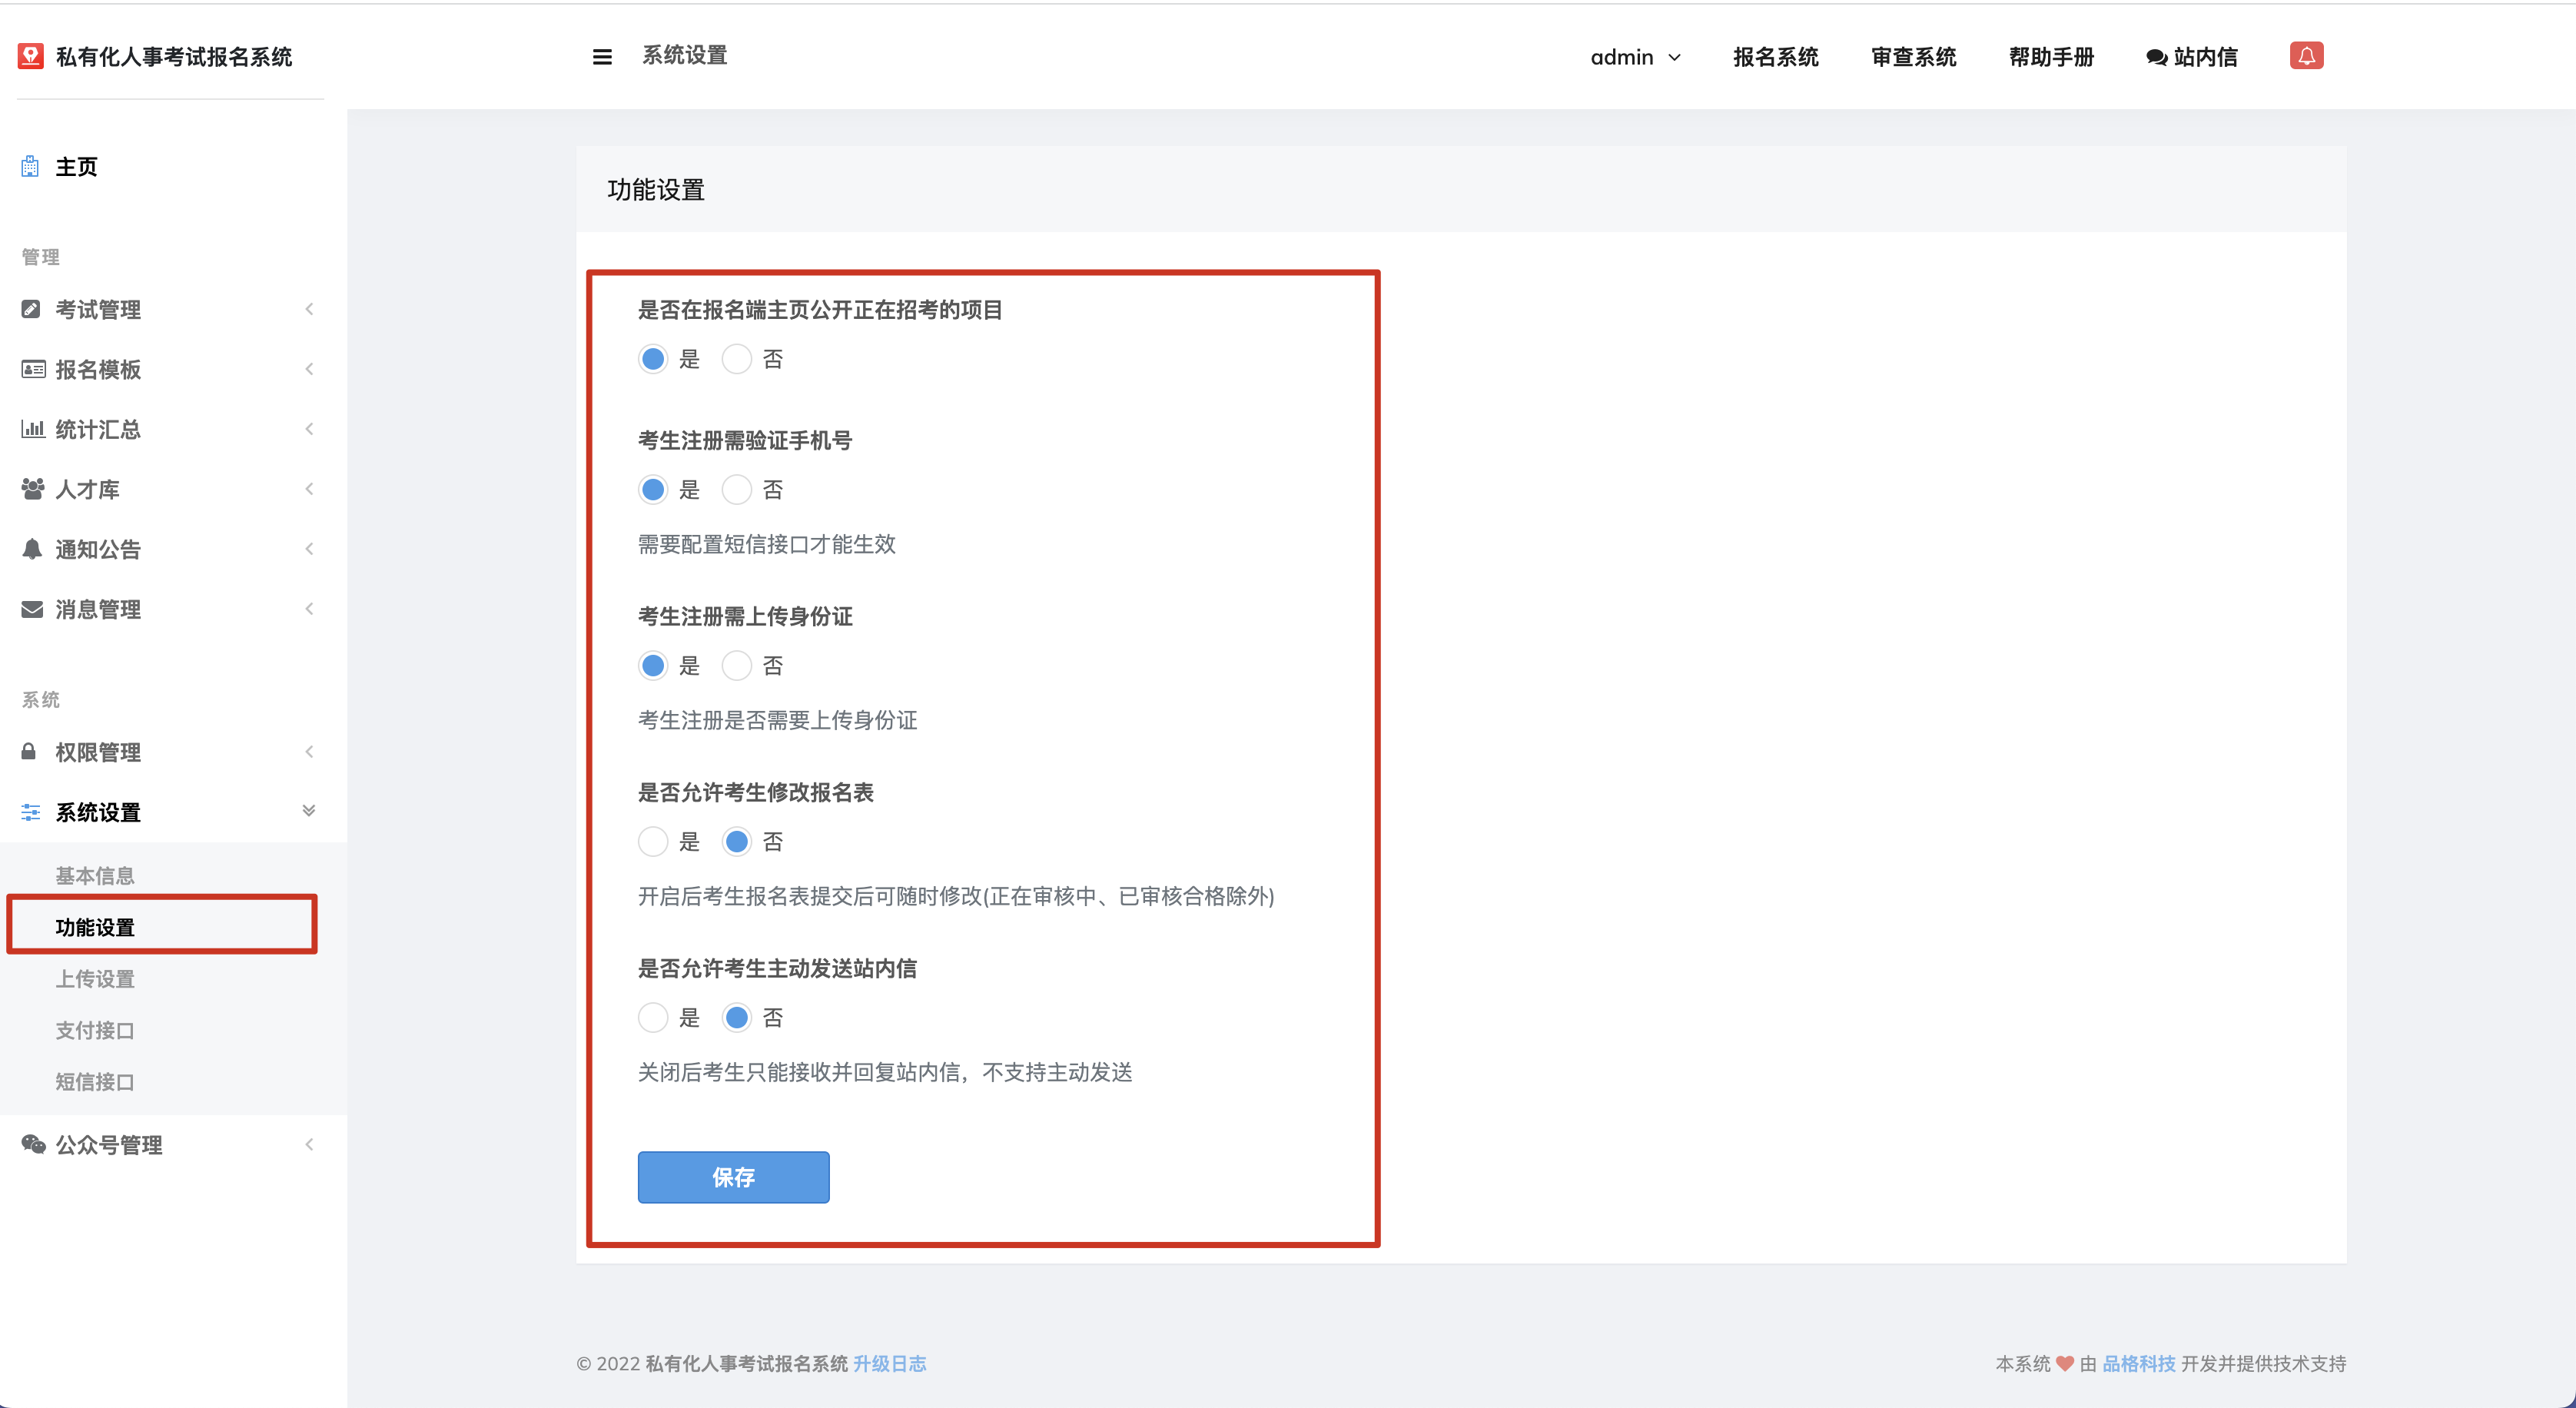 私有化人事考试报名系统
系统设置
admin
报名系统
审查系统
帮助手册
站内信
主页
管理
考试管理
报名模板
统计汇总
人才库
通知公告
消息管理
系统
权限管理
系统设置
基本信息
功能设置
上传设置
支付接口
短信接口
公众号管理
功能设置
是否在报名端主页公开正在招考的项目
是 否
考生注册需验证手机号
是 否
需要配置短信接口才能生效
考生注册需上传身份证
是 否
考生注册是否需要上传身份证
是否允许考生修改报名表
是 否
开启后考生报名表提交后可随时修改(正在审核中、已审核合格除外)
是否允许考生主动发送站内信
是 否
关闭后考生只能接收并回复站内信，不支持主动发送
保存
© 2022 私有化人事考试报名系统 升级日志
本系统 ❤ 由 品格科技 开发并提供技术支持